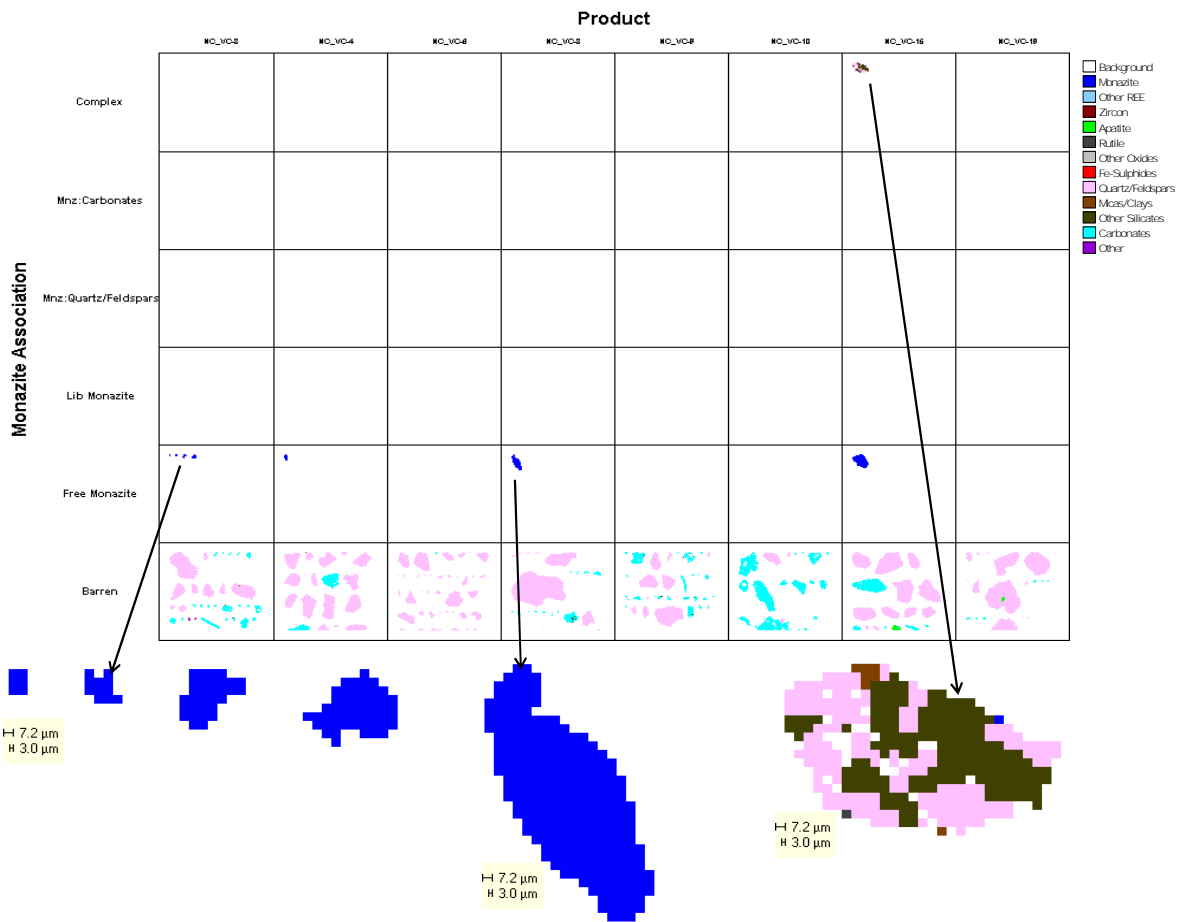 Product
Complex
Mnz:Carbonates
Mnz:Quartz/Feldspars
Lib Monazite
Free Monazite
Barren
Monazite Association
Background
Monazite
Other REE
Zircon
Apatite
Rutile
Other Oxides
Fe-Sulphides
Quartz/Feldspars
Micas/Clays
Other Silicates
Carbonates
Other
7.2 µm
3.0 µm
7.2 µm
3.0 µm
7.2 µm
3.0 µm